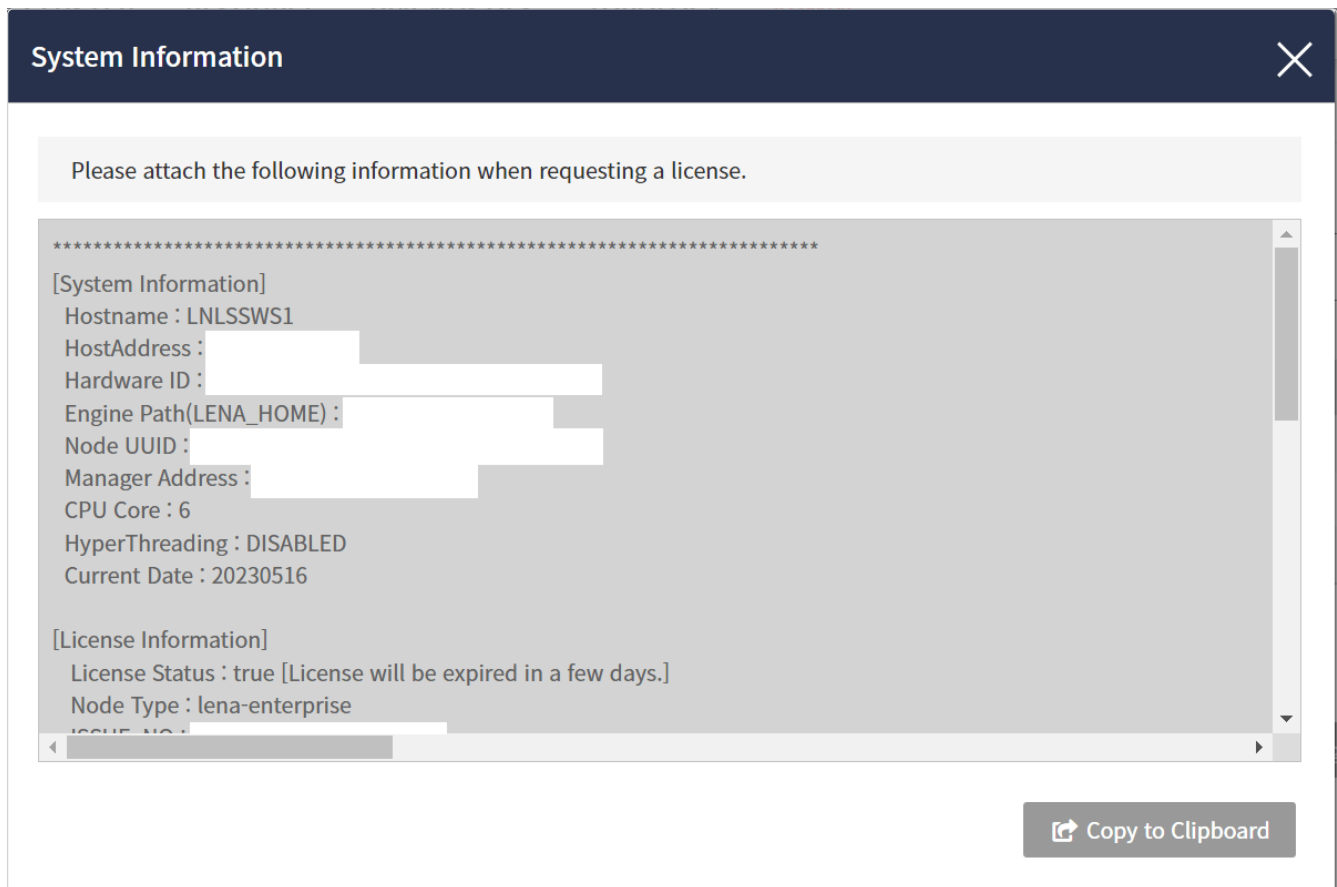 System Information
Please attach the following information when requesting a license.
****************************************************************************
[System Information]
Hostname : LNLSSWS1
HostAddress :
Hardware ID :
Engine Path(LENA_HOME) :
Node UUID :
Manager Address :
CPU Core : 6
HyperThreading : DISABLED
Current Date : 20230516
[License Information]
License Status : true [License will be expired in a few days.]
Node Type : lena-enterprise
ISSUE_NO :
Copy to Clipboard